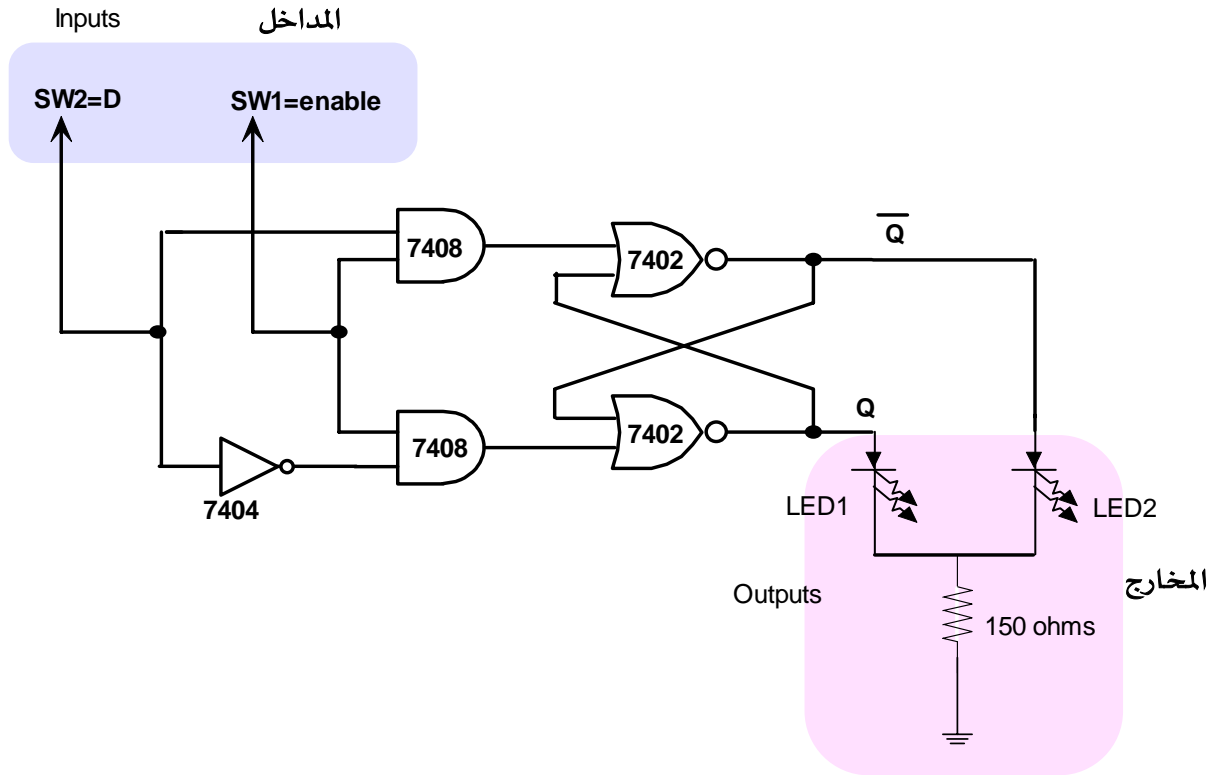 Inputs
المداخل
SW2=D
SW1=enable
7408
7402
Q̅
7408
7402
Q
7404
LED1
LED2
Outputs
المخارج
150 ohms